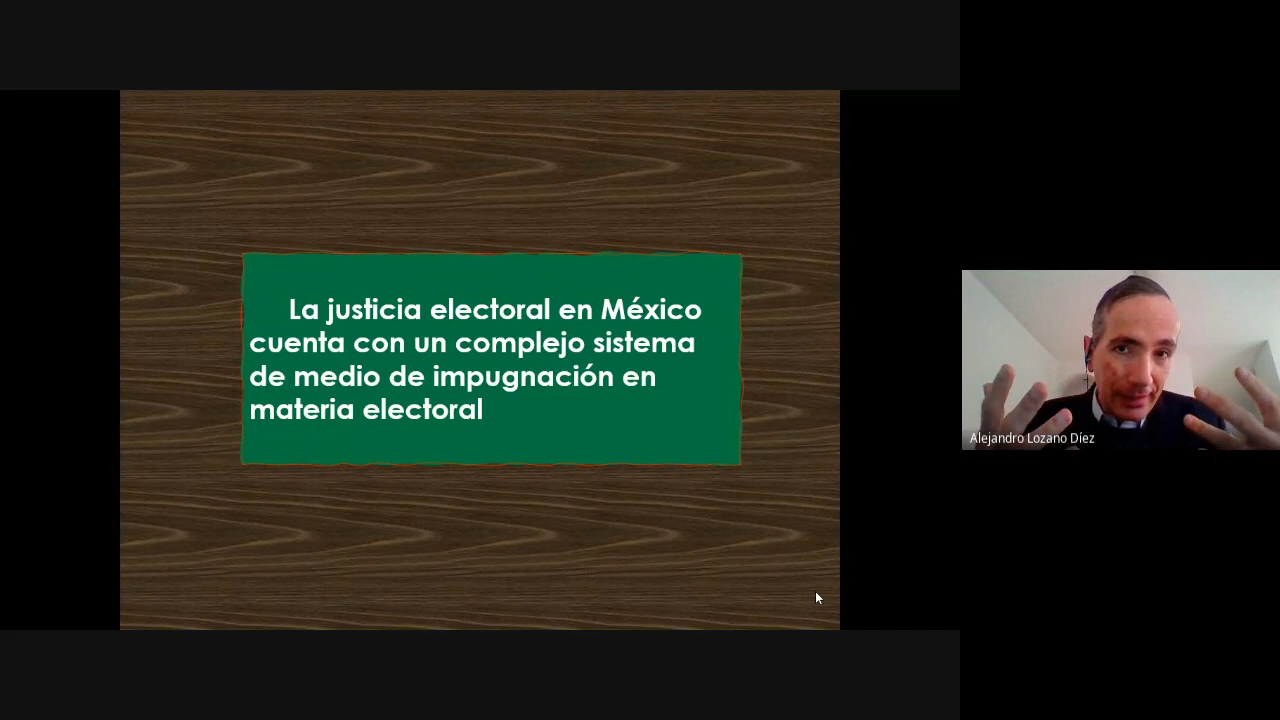 La justicia electoral en México
cuenta con un complejo sistema
de medio de impugnación en
materia electoral
Alejandro Lozano Díez